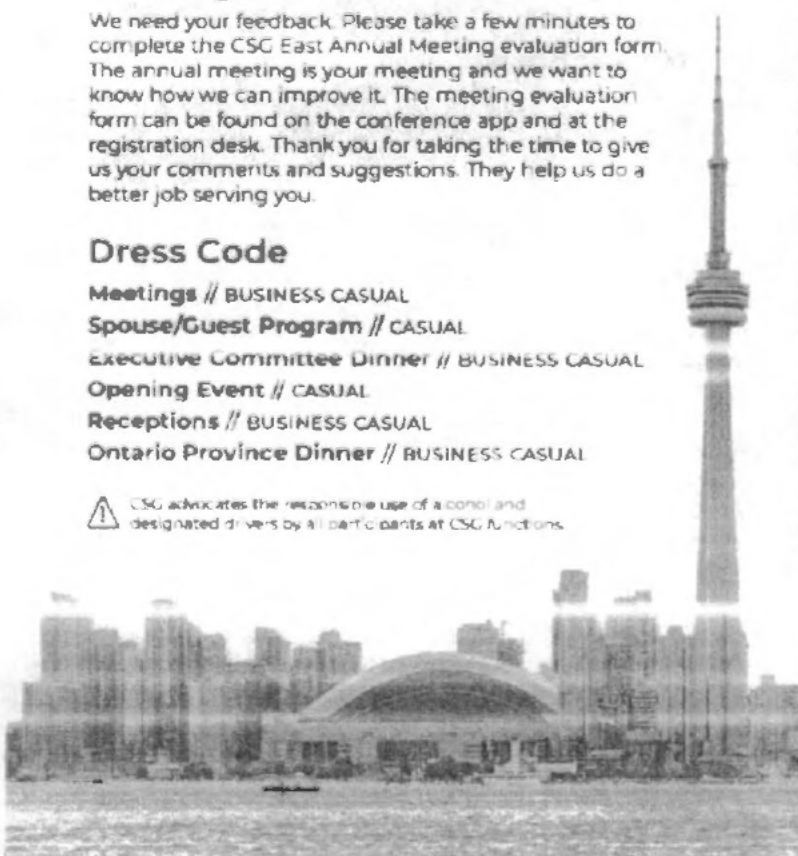 We need your feedback. Please take a few minutes to
complete the CSG East Annual Meeting evaluation form.
The annual meeting is your meeting and we want to
know how we can improve it. The meeting evaluation
form can be found on the conference app and at the
registration desk. Thank you for taking the time to give
us your comments and suggestions. They help us do a
better job serving you.
Dress Code
Meetings // BUSINESS CASUAL
Spouse/Guest Program // CASUAL
Executive Committee Dinner // BUSINESS CASUAL
Opening Event // CASUAL
Receptions // BUSINESS CASUAL
Ontario Province Dinner // BUSINESS CASUAL
CSG advocates the responsible use of alcohol and
designated drivers by all participants at CSG functions.